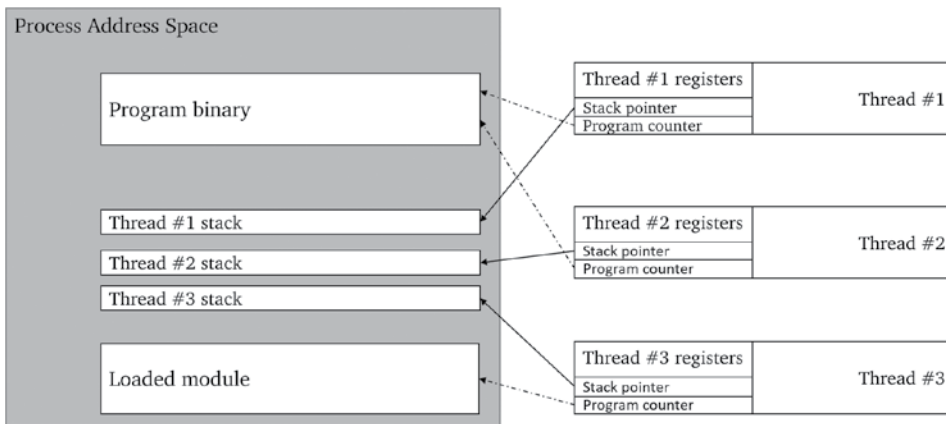 Process Address Space
Program binary
Thread #1 stack
Thread #2 stack
Thread #3 stack
Loaded module
Thread #1 registers
Stack pointer
Program counter
Thread #1
Thread #2 registers
Stack pointer
Program counter
Thread #2
Thread #3 registers
Stack pointer
Program counter
Thread #3